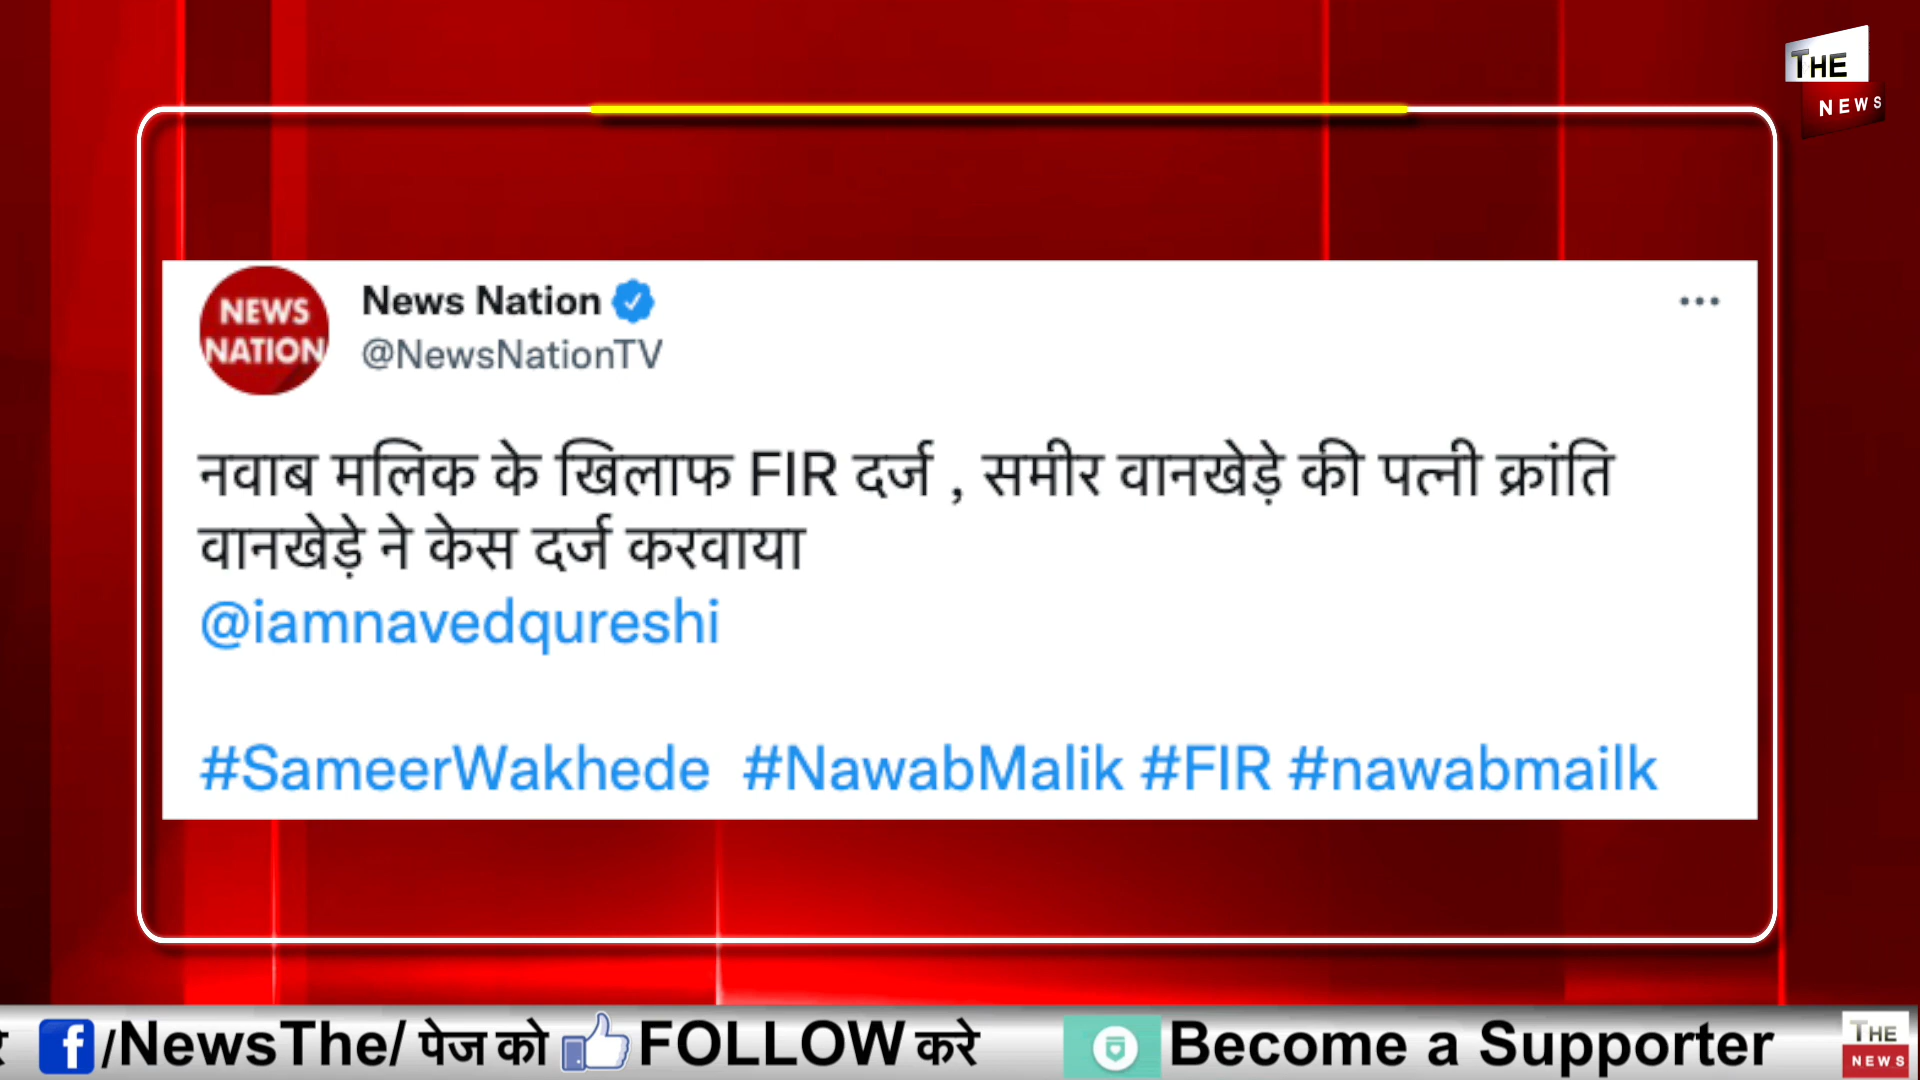 THE
NEWS
NEWS
NATION
News Nation
@NewsNationTV
नवाब मलिक के खिलाफ FIR दर्ज , समीर वानखेड़े की पत्नी क्रांति
वानखेड़े ने केस दर्ज करवाया
@iamnavedqureshi
#SameerWakhede #NawabMalik #FIR #nawabmailk
f/NewsThe/ पेज को FOLLOW करे Become a Supporter
THE
NEWS